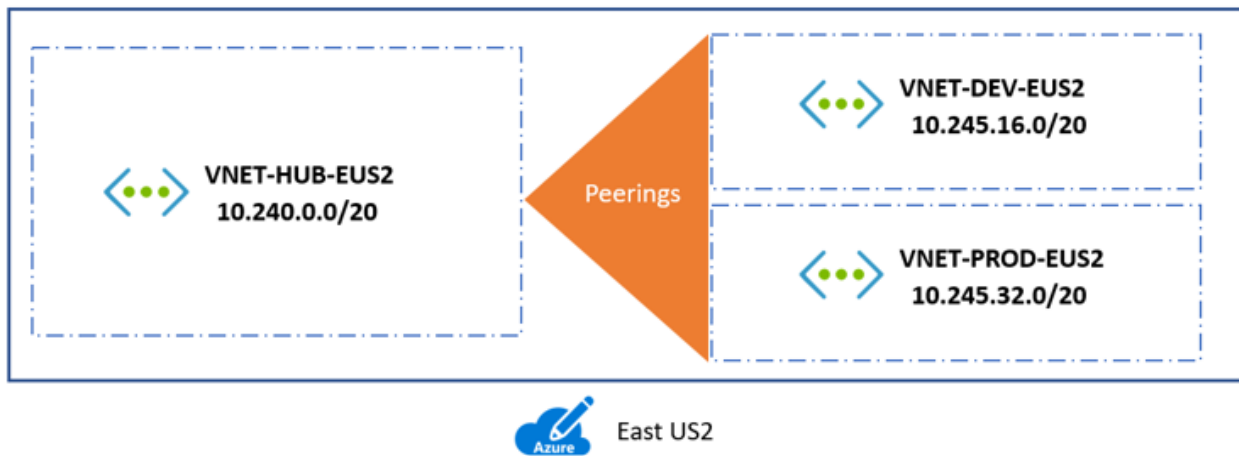 VNET-HUB-EUS2
10.240.0.0/20
Peerings
VNET-DEV-EUS2
10.245.16.0/20
VNET-PROD-EUS2
10.245.32.0/20
Azure
East US2